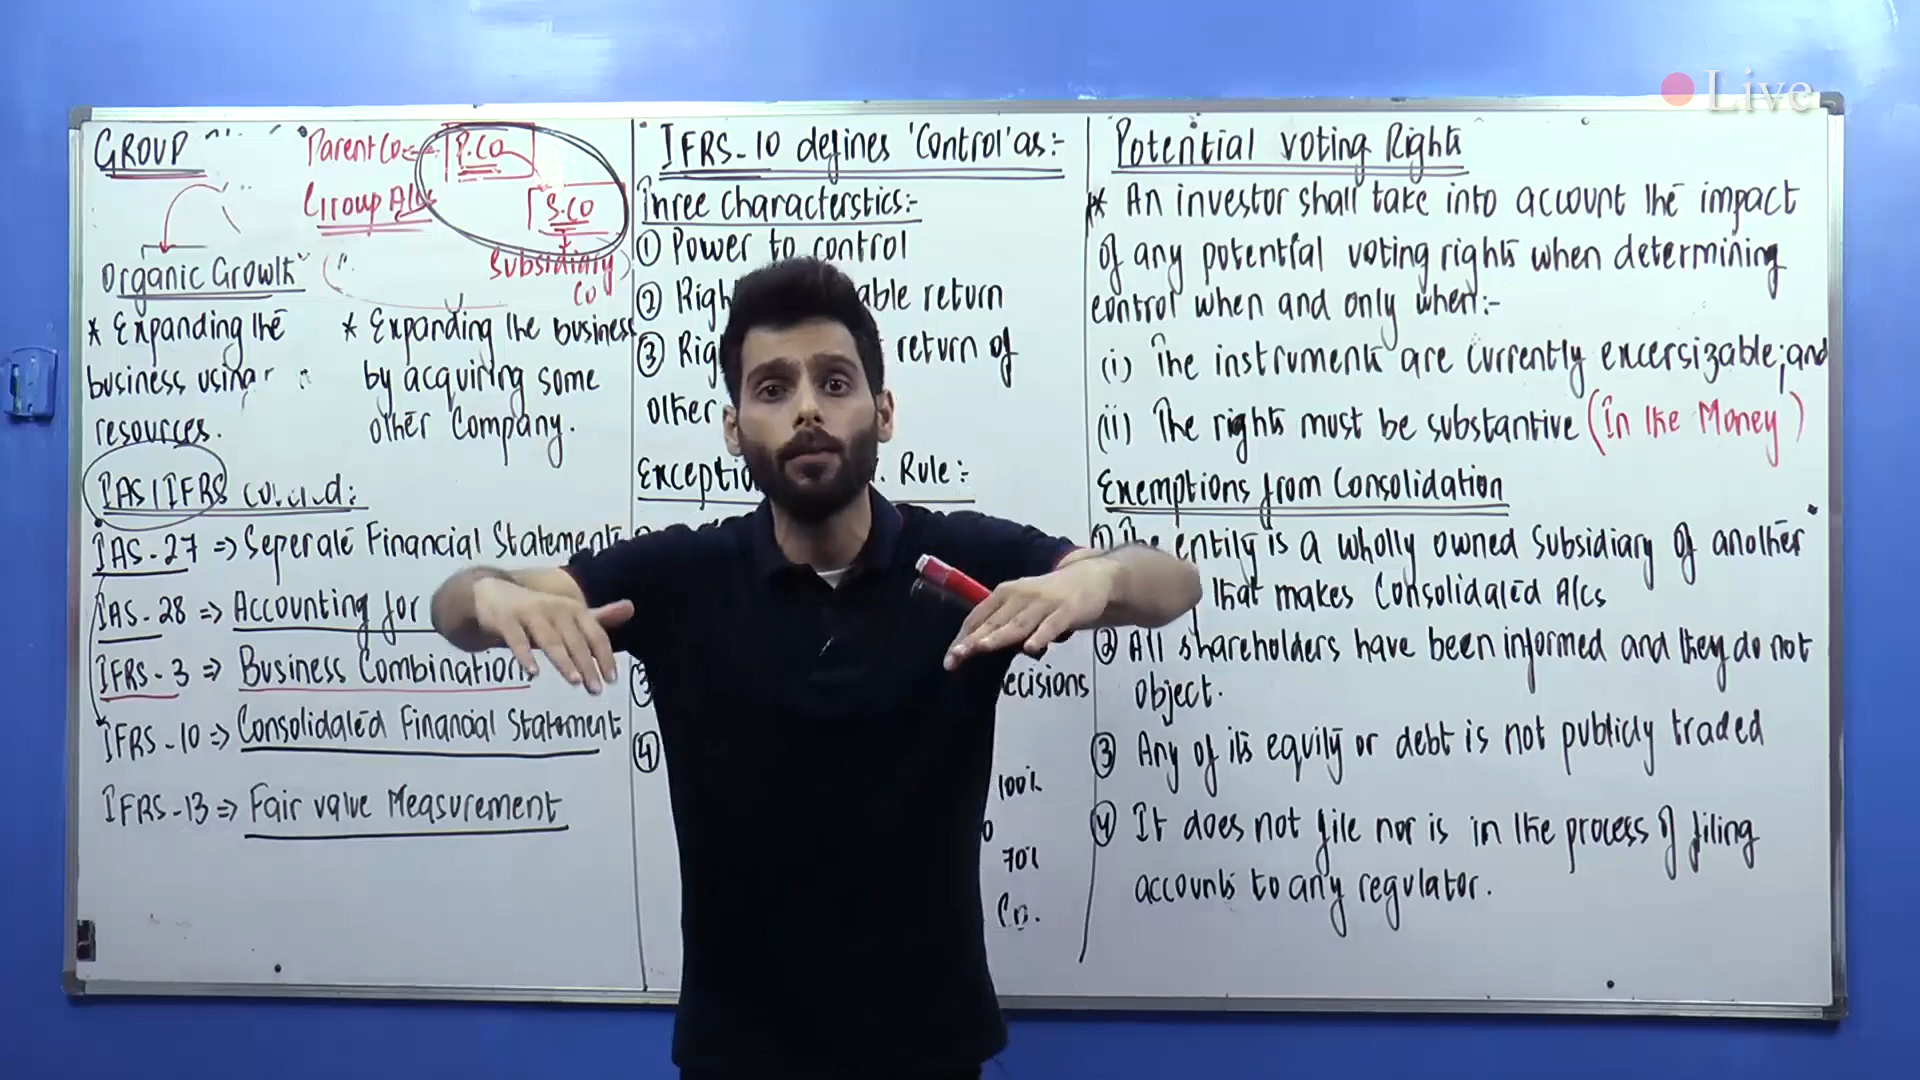 Live
GROUP
Parent Co
P.CO
Group A/cs
S.CO
Subsidiary
Co
Organic Growth
* Expanding the
business using
resources.
* Expanding the business
by acquiring some
other Company.
IAS/IFRS
IAS-27 => Seperate Financial Statements
IAS-28 => Accounting for
IFRS-3 => Business Combination
IFRS-10 => Consolidated Financial Statement
IFRS-13 => Fair value Measurement
IFRS-10 defines 'Control' as:-
Three Characterstics:-
① Power to control
② return
③ return of
other
Rule:-
③ ecisions
④
100%
70%
Co.
Potential Voting Rights
* An investor shall take into account the impact
of any potential voting rights when determining
control when and only when:-
(i) The instruments are currently excersizable; and
(ii) The rights must be substantive (In the Money)
Exemptions from Consolidation
entity is a wholly owned Subsidiary of another
that makes Consolidated A/cs
② All shareholders have been informed and they do not
object.
③ Any of its equity or debt is not publicly traded
④ It does not file nor is in the process of filing
accounts to any regulator.